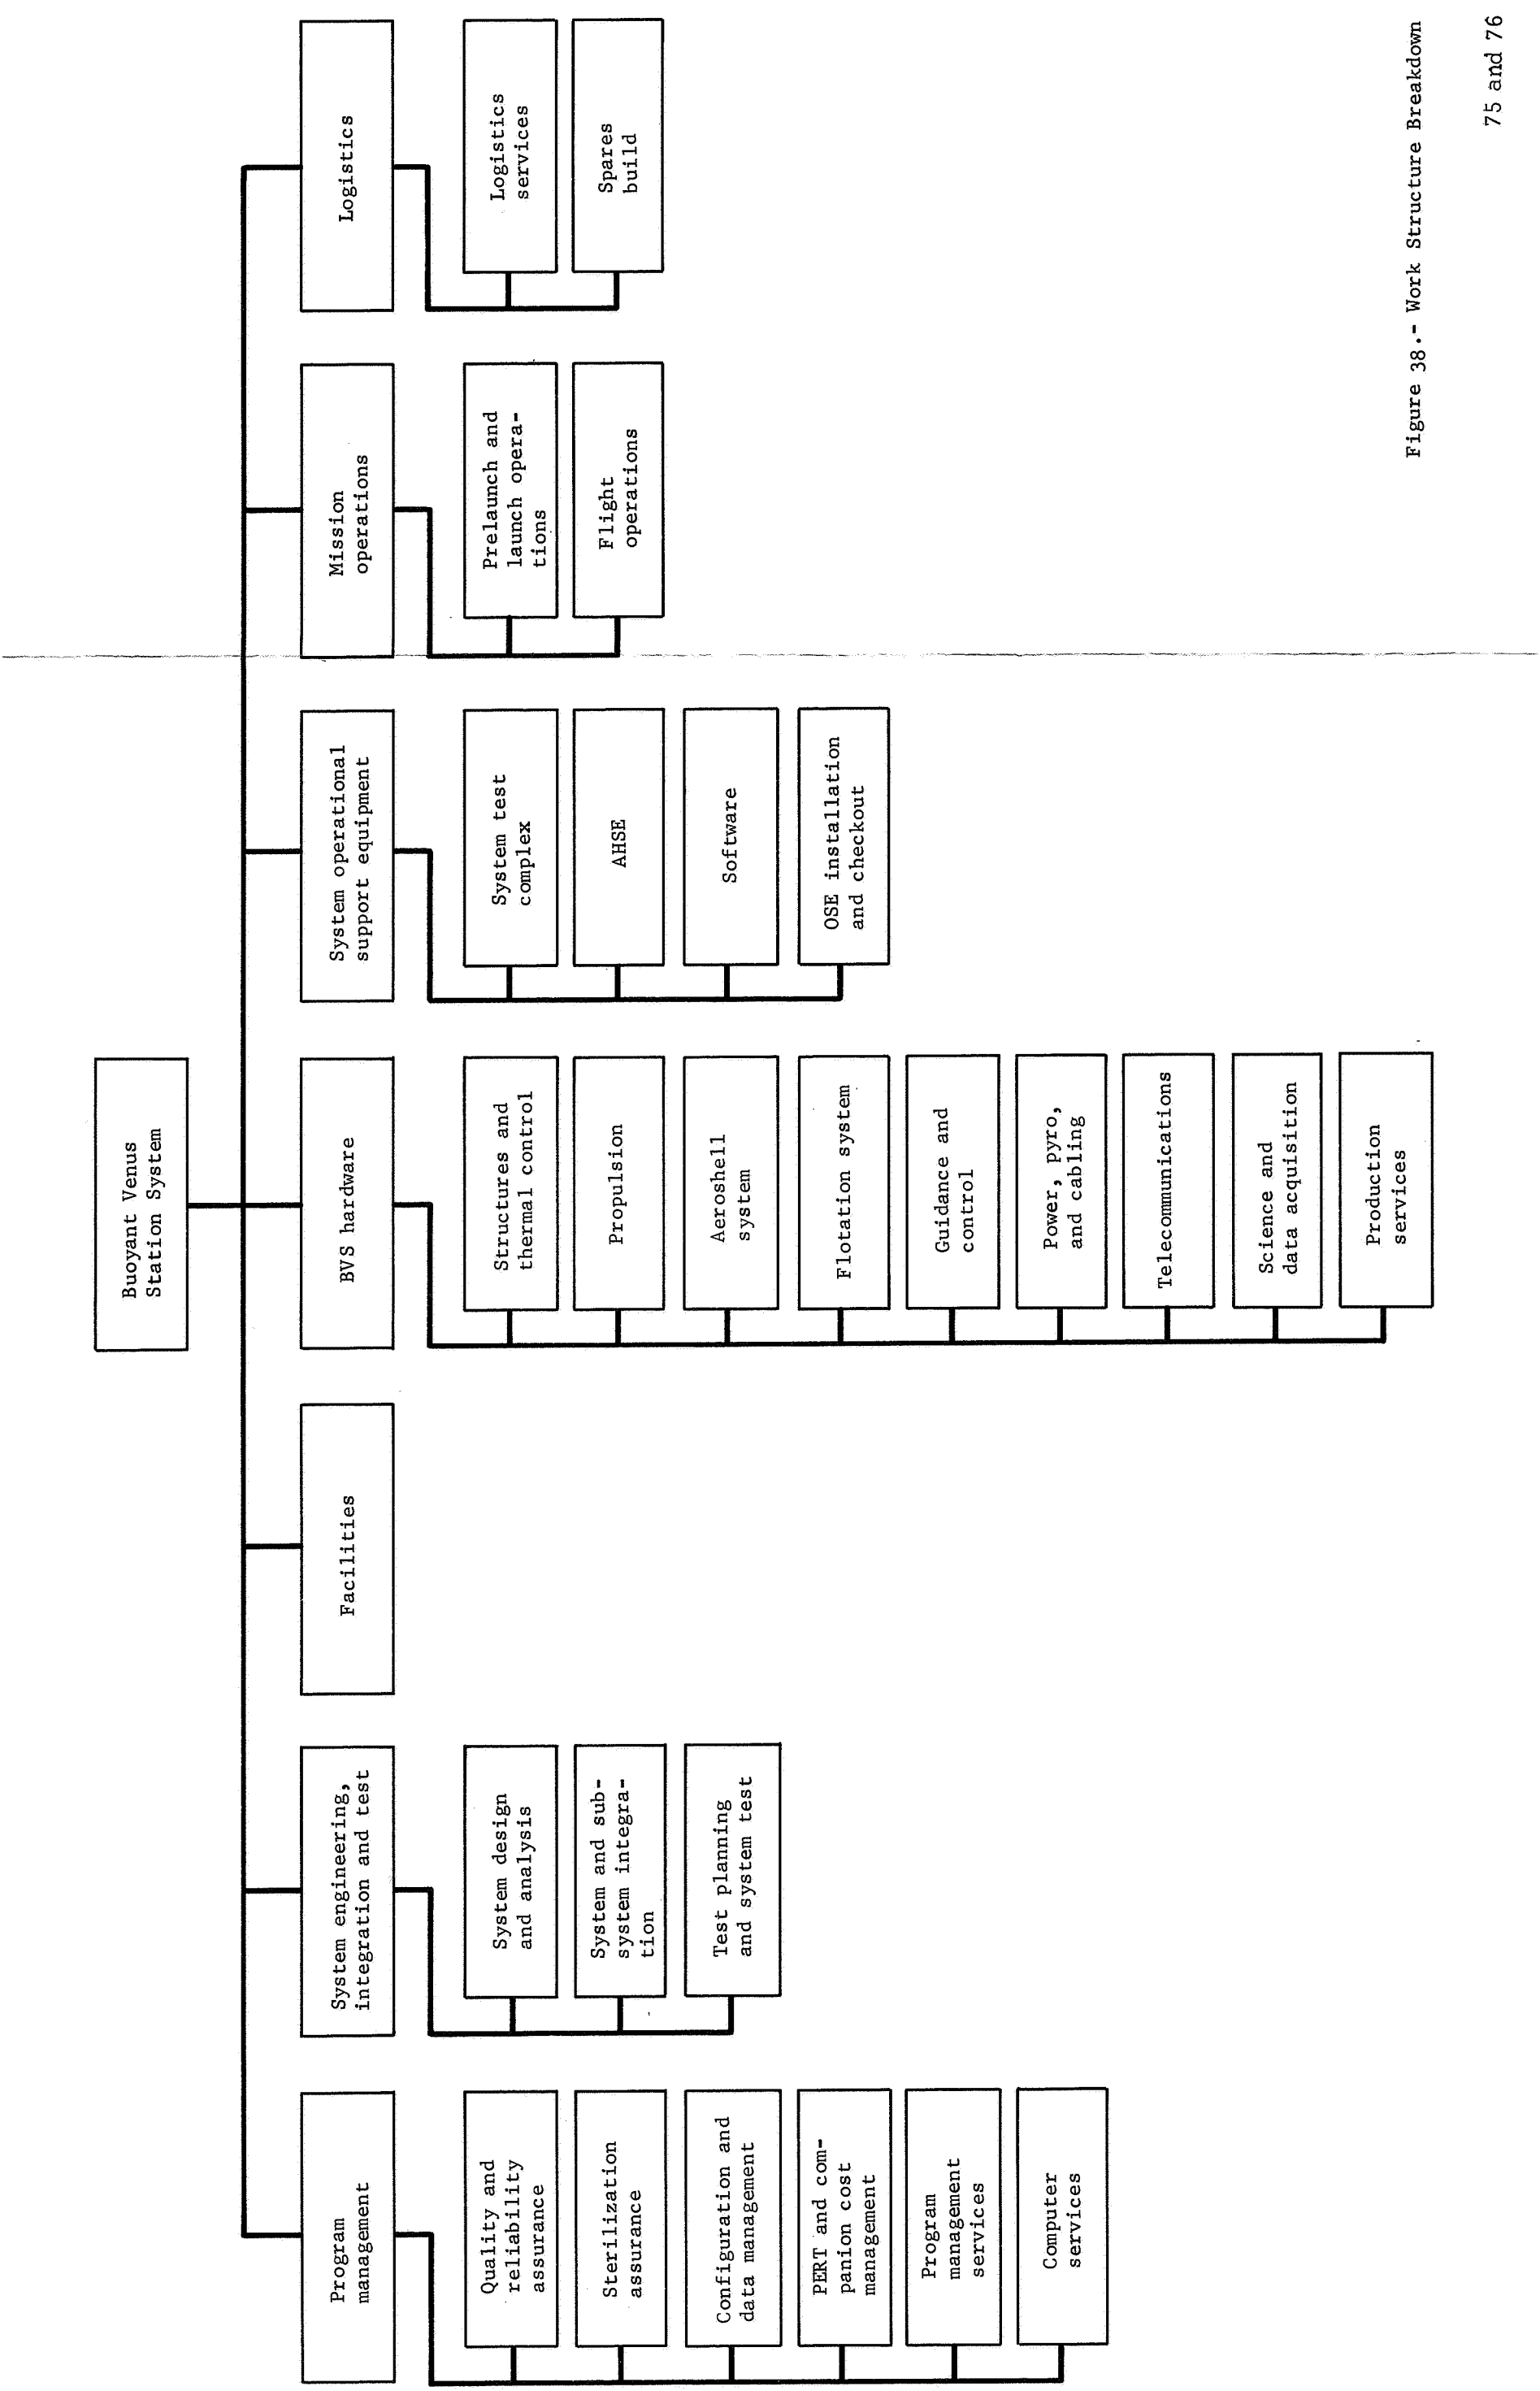 Buoyant Venus
Station System
Program
management
Quality and
reliability
assurance
Sterilization
assurance
Configuration and
data management
PERT and com-
panion cost
management
Program
management
services
Computer
services
System engineering,
integration and test
System design
and analysis
System and sub-
system integra-
tion
Test planning
and system test
Facilities
BVS hardware
Structures and
thermal control
Propulsion
Aeroshell
system
Flotation system
Guidance and
control
Power, pyro,
and cabling
Telecommunications
Science and
data acquisition
Production
services
System operational
support equipment
System test
complex
AHSE
Software
OSE installation
and checkout
Mission
operations
Prelaunch and
launch opera-
tions
Flight
operations
Logistics
Logistics
services
Spares
build
Figure 38.- Work Structure Breakdown
75 and 76